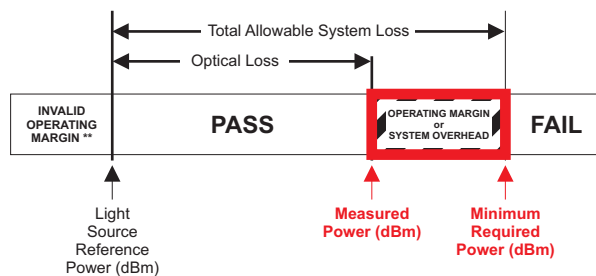 Total Allowable System Loss
Optical Loss
INVALID
OPERATING
MARGIN **
PASS
OPERATING MARGIN
or
SYSTEM OVERHEAD
FAIL
Light
Source
Reference
Power (dBm)
Measured
Power (dBm)
Minimum
Required
Power (dBm)